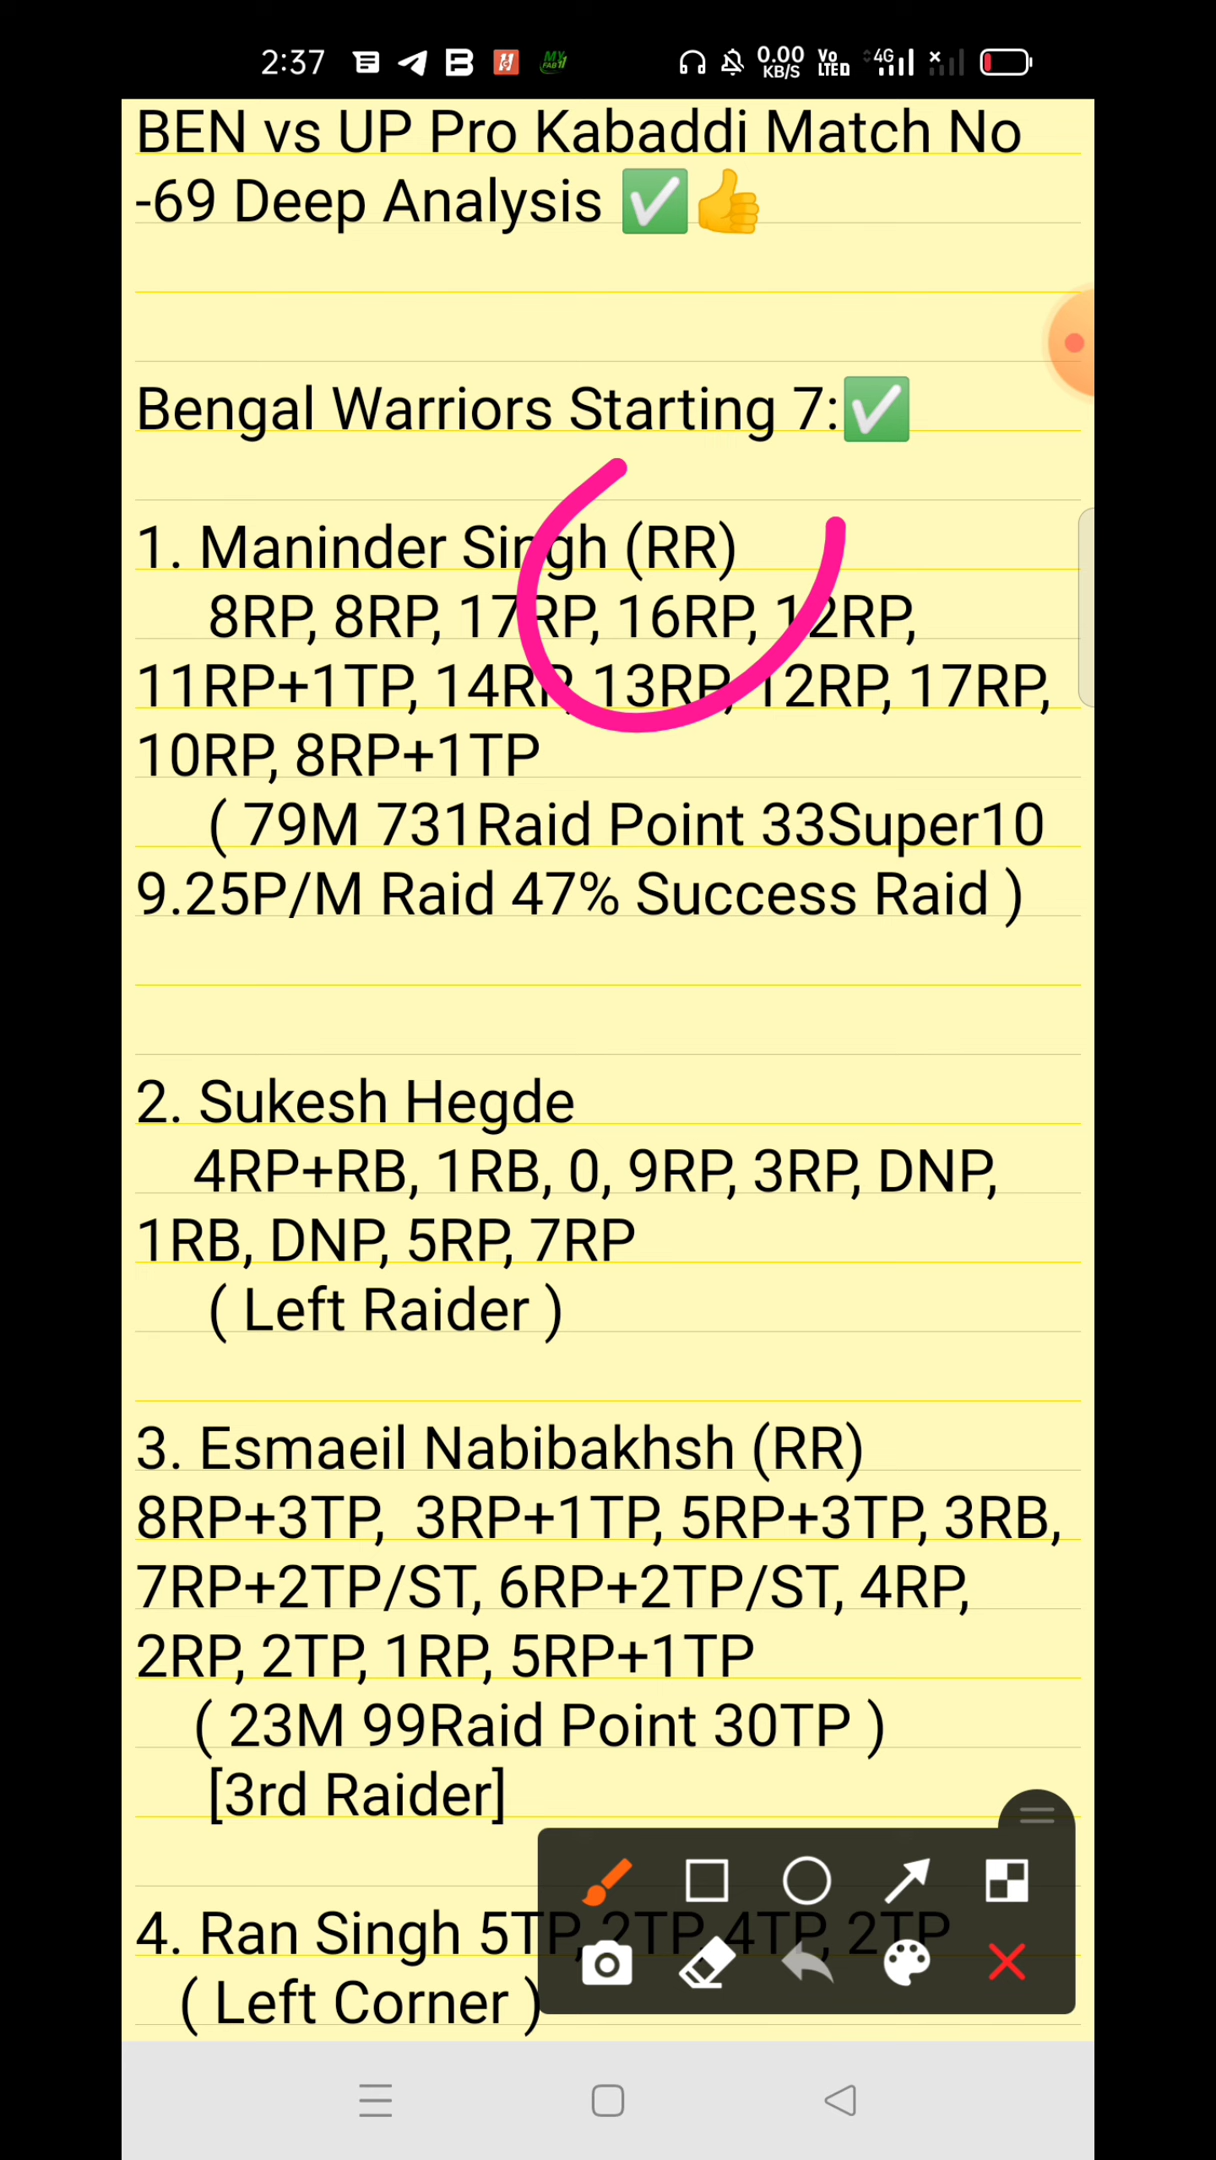 2:37
MY FAB11
0.00 KB/S
Vo LTED
4G
BEN vs UP Pro Kabaddi Match No
-69 Deep Analysis ✅👍
Bengal Warriors Starting 7:✅
1. Maninder Singh (RR)
8RP, 8RP, 17RP, 16RP, 12RP,
11RP+1TP, 14RP, 13RP, 12RP, 17RP,
10RP, 8RP+1TP
( 79M 731Raid Point 33Super10
9.25P/M Raid 47% Success Raid )
2. Sukesh Hegde
4RP+RB, 1RB, 0, 9RP, 3RP, DNP,
1RB, DNP, 5RP, 7RP
( Left Raider )
3. Esmaeil Nabibakhsh (RR)
8RP+3TP,  3RP+1TP, 5RP+3TP, 3RB,
7RP+2TP/ST, 6RP+2TP/ST, 4RP,
2RP, 2TP, 1RP, 5RP+1TP
( 23M 99Raid Point 30TP )
[3rd Raider]
4. Ran Singh 5TP, 2TP, 4TP, 2TP
( Left Corner )